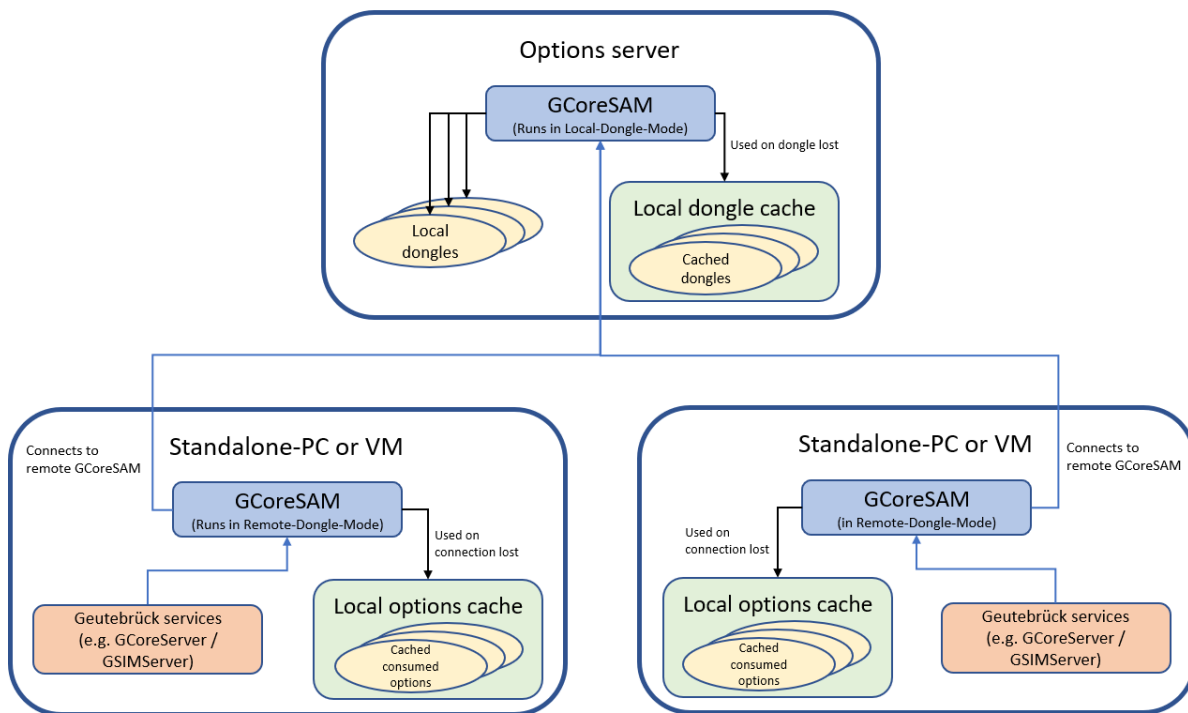 Options server
GCoreSAM
(Runs in Local-Dongle-Mode)
Used on dongle lost
Local
dongles
Local dongle cache
Cached
dongles
Standalone-PC or VM
Connects to
remote GCoreSAM
GCoreSAM
(Runs in Remote-Dongle-Mode)
Used on
connection lost
Geutebrück services
(e.g. GCoreServer /
GSIMServer)
Local options cache
Cached
consumed
options
Standalone-PC or VM
Connects to
remote GCoreSAM
GCoreSAM
(in Remote-Dongle-Mode)
Used on
connection lost
Local options cache
Cached
consumed
options
Geutebrück services
(e.g. GCoreServer /
GSIMServer)